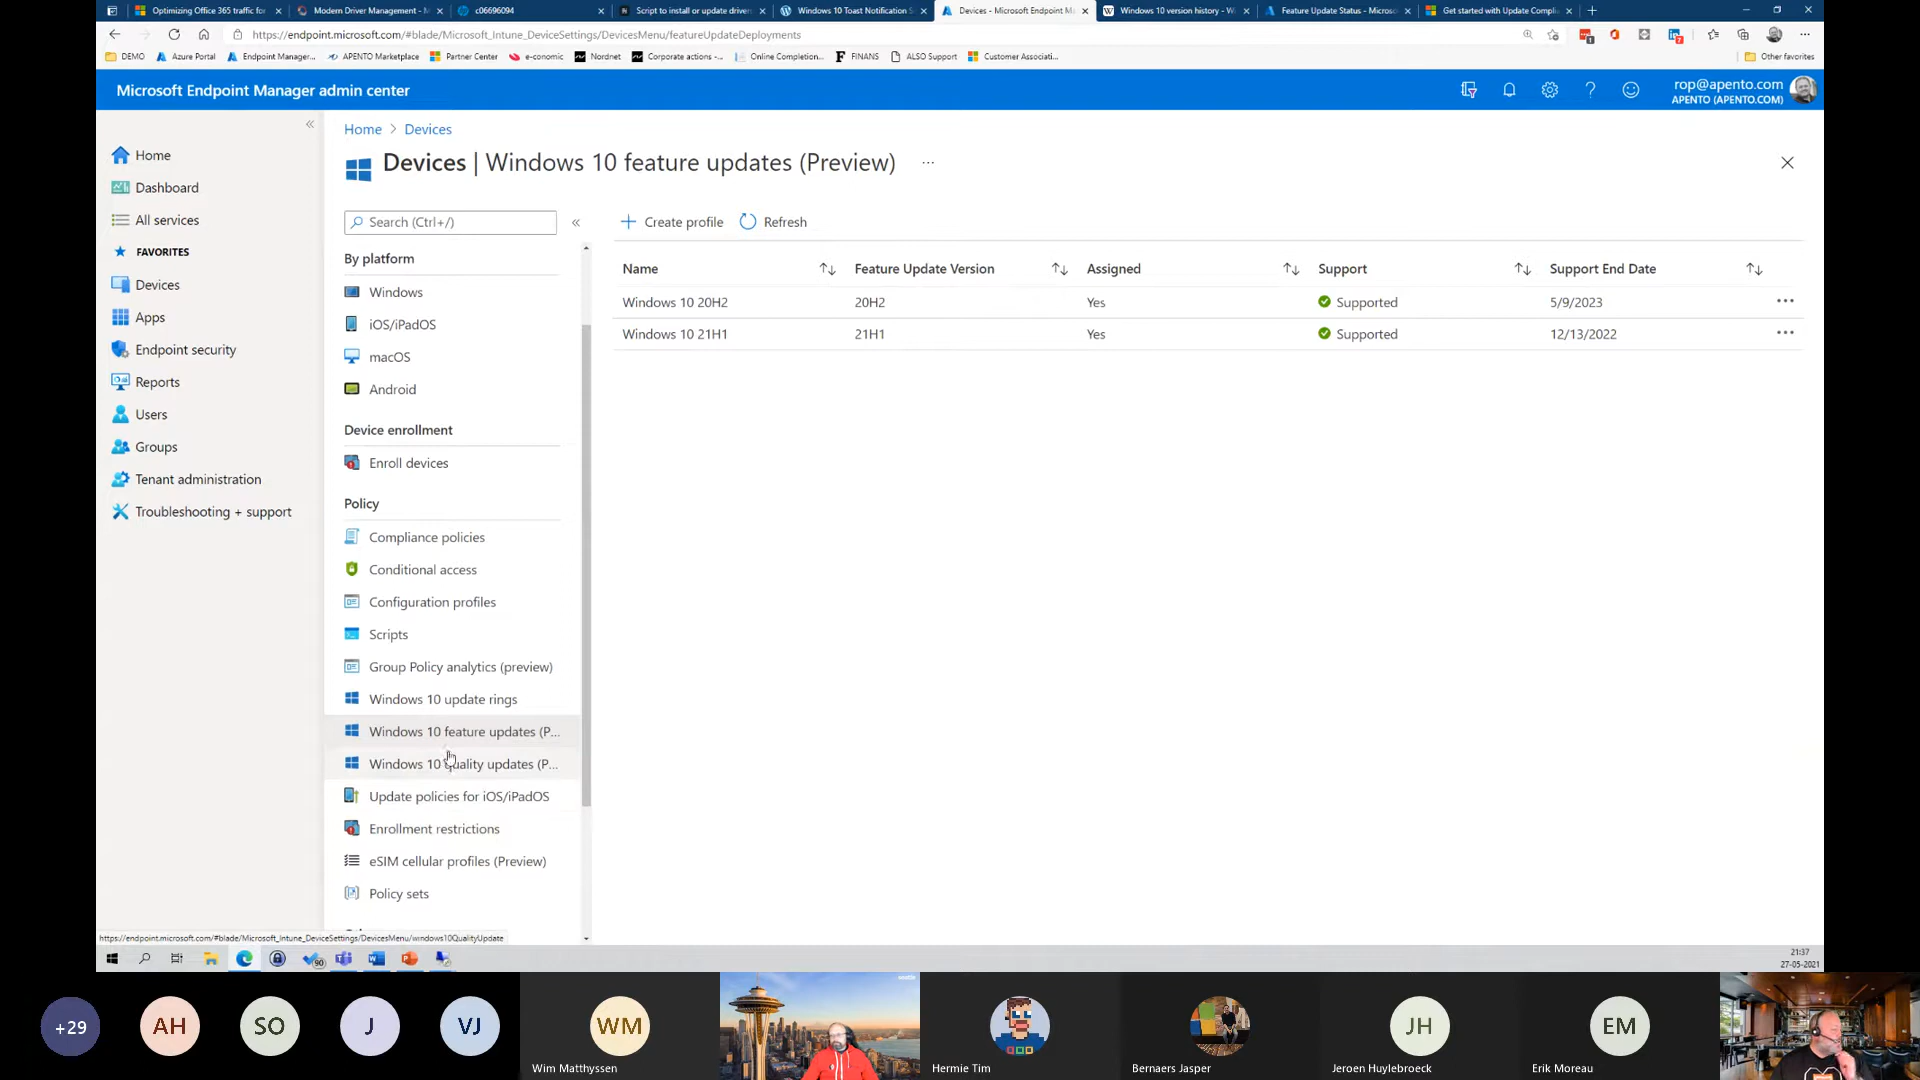 Optimizing Office 365 traffic for
Modern Driver Management - M
c06696094
Script to install or update driver
Windows 10 Toast Notification S
Devices - Microsoft Endpoint M
Windows 10 version history - W
Feature Update Status - Microso
Get started with Update Compli
https://endpoint.microsoft.com/#blade/Microsoft_Intune_DeviceSettings/DevicesMenu/featureUpdateDeployments
DEMO
Azure Portal
Endpoint Manager...
APENTO Marketplace
Partner Center
e-conomic
Nordnet
Corporate actions -...
Online Completion...
FINANS
ALSO Support
Customer Associati...
Other favorites
Microsoft Endpoint Manager admin center
rop@apento.com
APENTO (APENTO.COM)
Home
Dashboard
All services
FAVORITES
Devices
Apps
Endpoint security
Reports
Users
Groups
Tenant administration
Troubleshooting + support
Home > Devices
Devices | Windows 10 feature updates (Preview) ...
Search (Ctrl+/)
By platform
Windows
iOS/iPadOS
macOS
Android
Device enrollment
Enroll devices
Policy
Compliance policies
Conditional access
Configuration profiles
Scripts
Group Policy analytics (preview)
Windows 10 update rings
Windows 10 feature updates (P...
Windows 10 quality updates (P...
Update policies for iOS/iPadOS
Enrollment restrictions
eSIM cellular profiles (Preview)
Policy sets
Create profile
Refresh
Name Feature Update Version Assigned Support Support End Date
Windows 10 20H2 20H2 Yes Supported 5/9/2023 ...
Windows 10 21H1 21H1 Yes Supported 12/13/2022 ...
https://endpoint.microsoft.com/#blade/Microsoft_Intune_DeviceSettings/DevicesMenu/windows10QualityUpdate
90
21:37
27-05-2021
+29
AH
SO
J
VJ
WM
JH
EM
Wim Matthyssen
Hermie Tim
Bernaers Jasper
Jeroen Huylebroeck
Erik Moreau